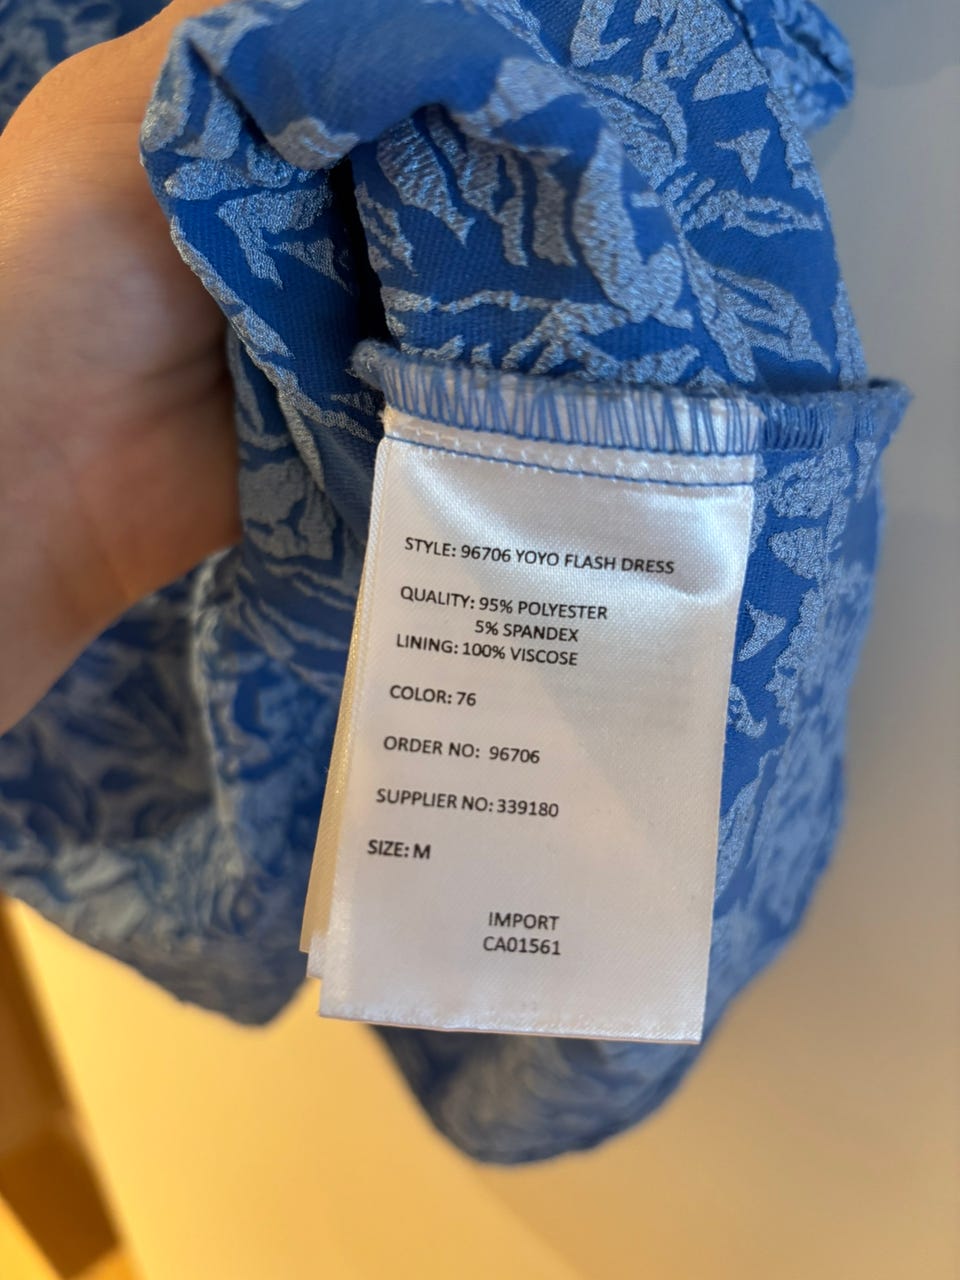 STYLE: 96706 YOYO FLASH DRESS
QUALITY: 95% POLYESTER
5% SPANDEX
LINING: 100% VISCOSE
COLOR: 76
ORDER NO: 96706
SUPPLIER NO: 339180
SIZE: M
IMPORT
CA01561